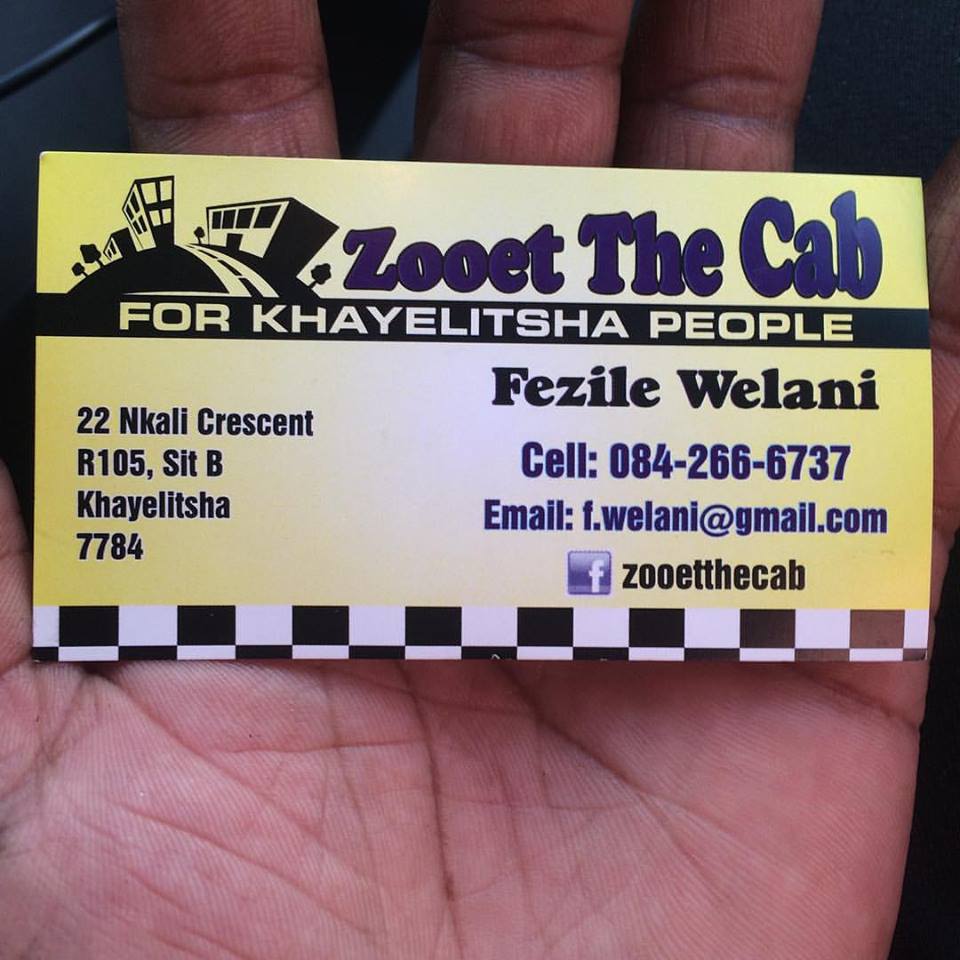 Zooet The Cab
FOR KHAYELITSHA PEOPLE
Fezile Welani
22 Nkali Crescent
R105, Sit B
Khayelitsha
7784
Cell: 084-266-6737
Email: f.welani@gmail.com
f zooetthecab